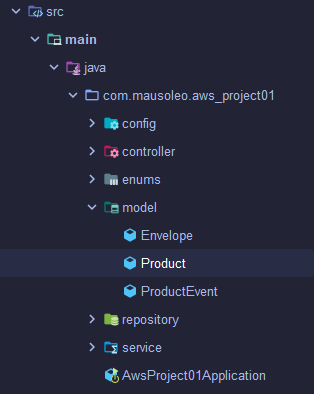 src
main
java
com.mausoleo.aws_project01
config
controller
enums
model
Envelope
Product
ProductEvent
repository
service
AwsProject01Application